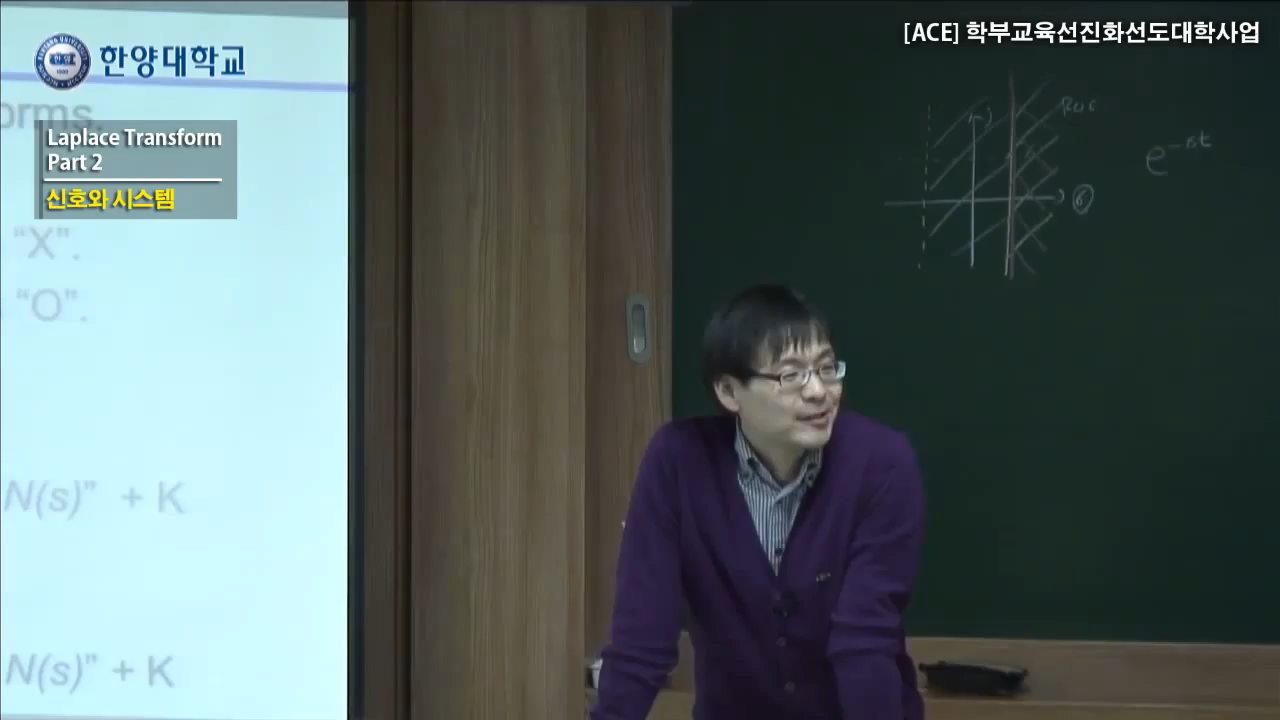 [ACE] 학부교육선진화선도대학사업
한양대학교
orms.
Laplace Transform
Part 2
신호와 시스템
"X".
"O".
N(s)" + K
N(s)" + K
Roc
σ